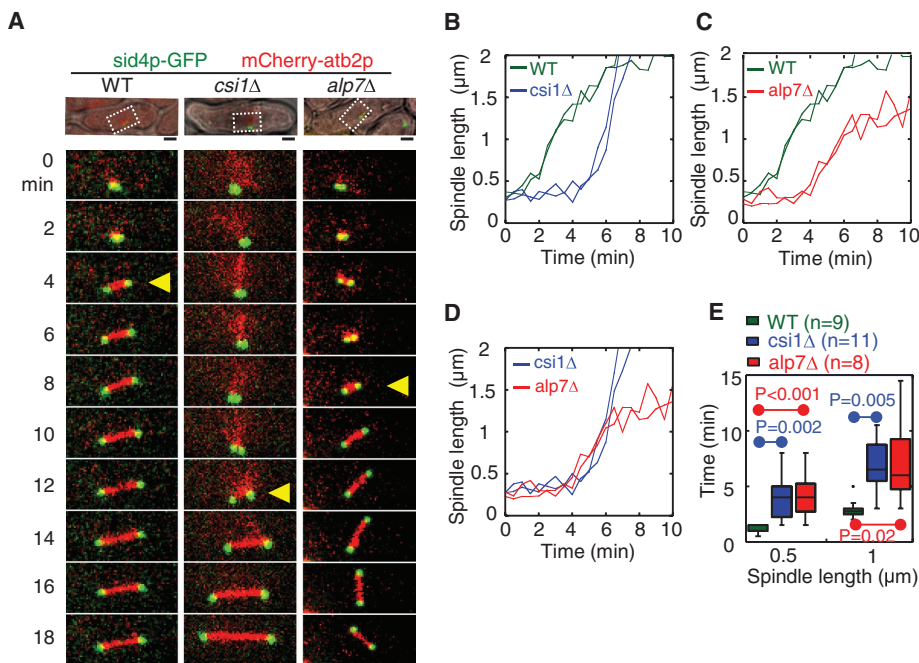 A
sid4p-GFP mCherry-atb2p
WT csi1Δ alp7Δ
0
min
2
4
6
8
10
12
14
16
18
B
2
1.5
1
0.5
0
Spindle length (μm)
WT
csi1Δ
0 2 4 6 8 10
Time (min)
C
2
1.5
1
0.5
0
Spindle length (μm)
WT
alp7Δ
0 2 4 6 8 10
Time (min)
D
2
1.5
1
0.5
0
Spindle length (μm)
csi1Δ
alp7Δ
0 2 4 6 8 10
Time (min)
E
WT (n=9)
csi1Δ (n=11)
alp7Δ (n=8)
15
10
5
0
Time (min)
P<0.001
P=0.002
P=0.005
P=0.02
0.5 1
Spindle length (μm)